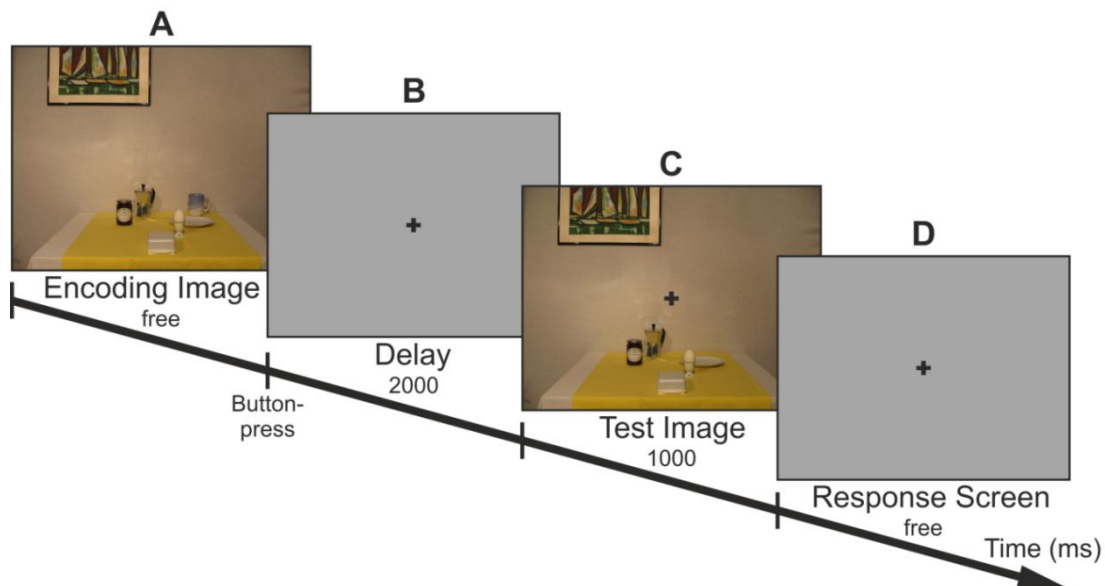 A
B
C
D
Encoding Image
free
Button-
press
Delay
2000
Test Image
1000
Response Screen
free
Time (ms)